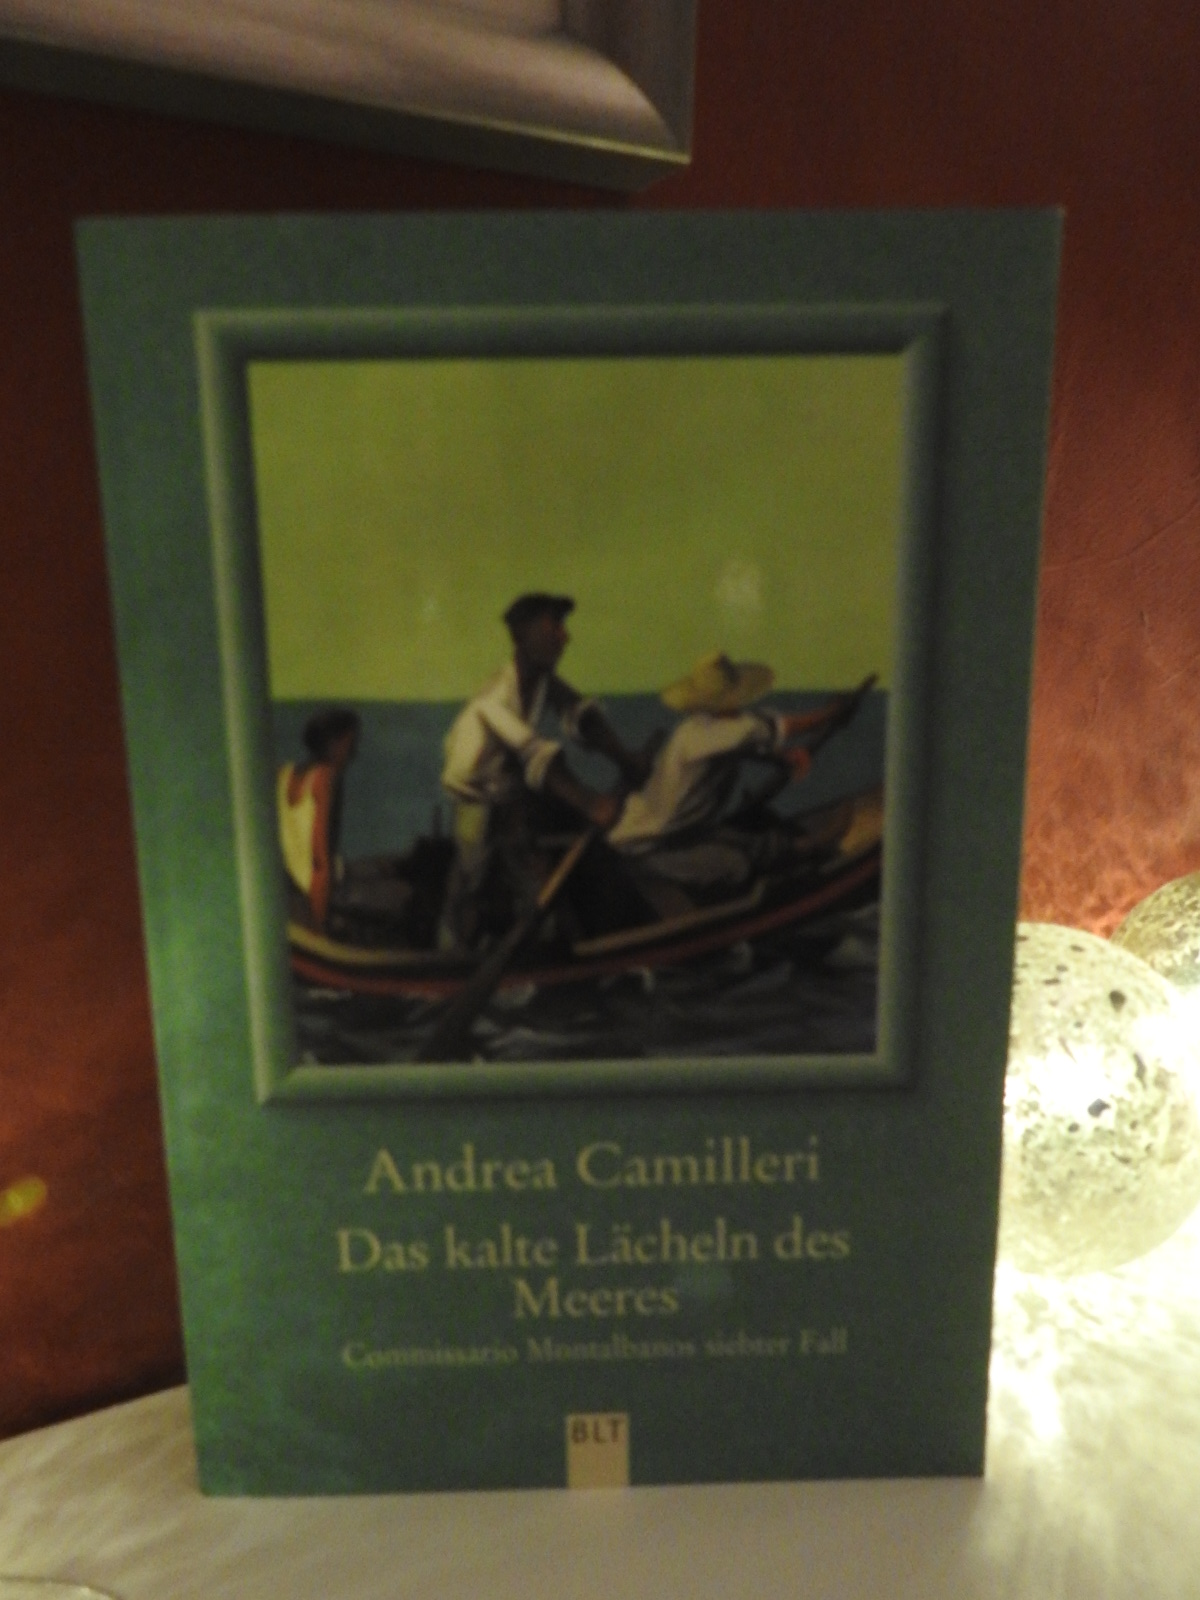 Andrea Camilleri
Das kalte Lächeln des
Meeres
Commissario Montalbanos siebter Fall
BLT